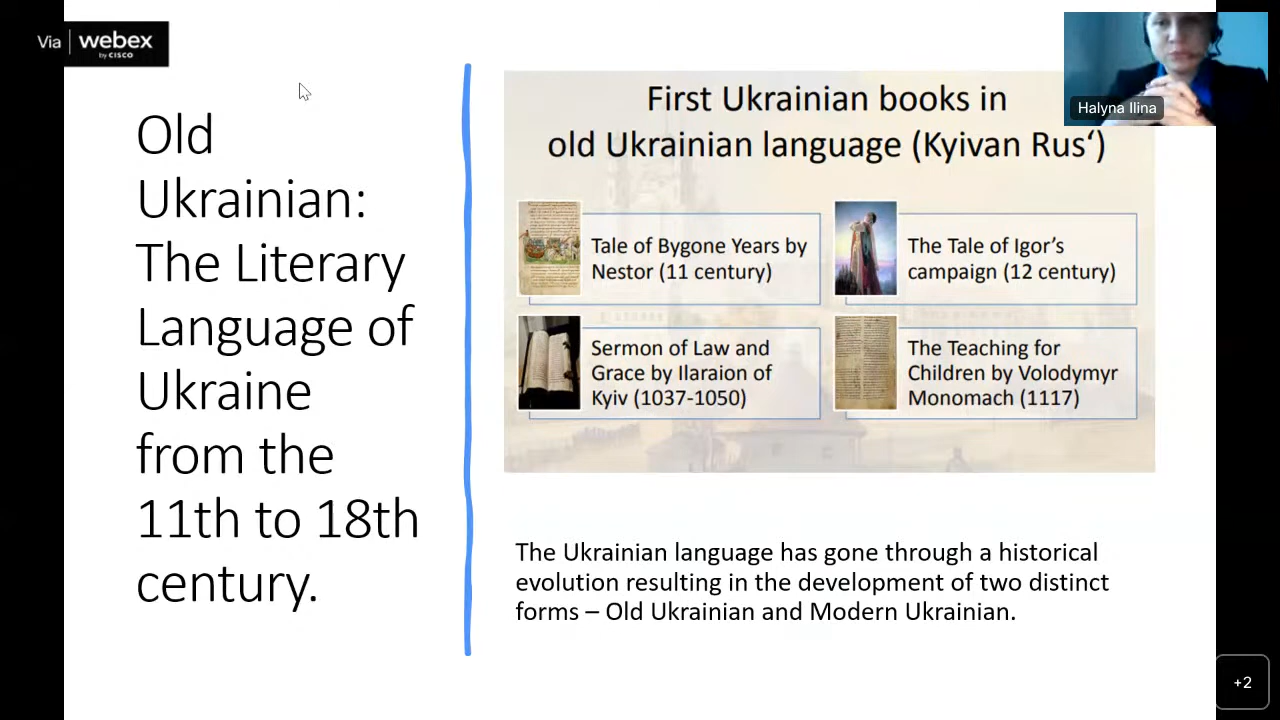 Via webex
by CISCO
Old
Ukrainian:
The Literary
Language of
Ukraine
from the
11th to 18th
century.
First Ukrainian books in
old Ukrainian language (Kyivan Rus‘)
Tale of Bygone Years by
Nestor (11 century)
The Tale of Igor’s
campaign (12 century)
Sermon of Law and
Grace by Ilaraion of
Kyiv (1037-1050)
The Teaching for
Children by Volodymyr
Monomach (1117)
The Ukrainian language has gone through a historical
evolution resulting in the development of two distinct
forms – Old Ukrainian and Modern Ukrainian.
Halyna Ilina
+2